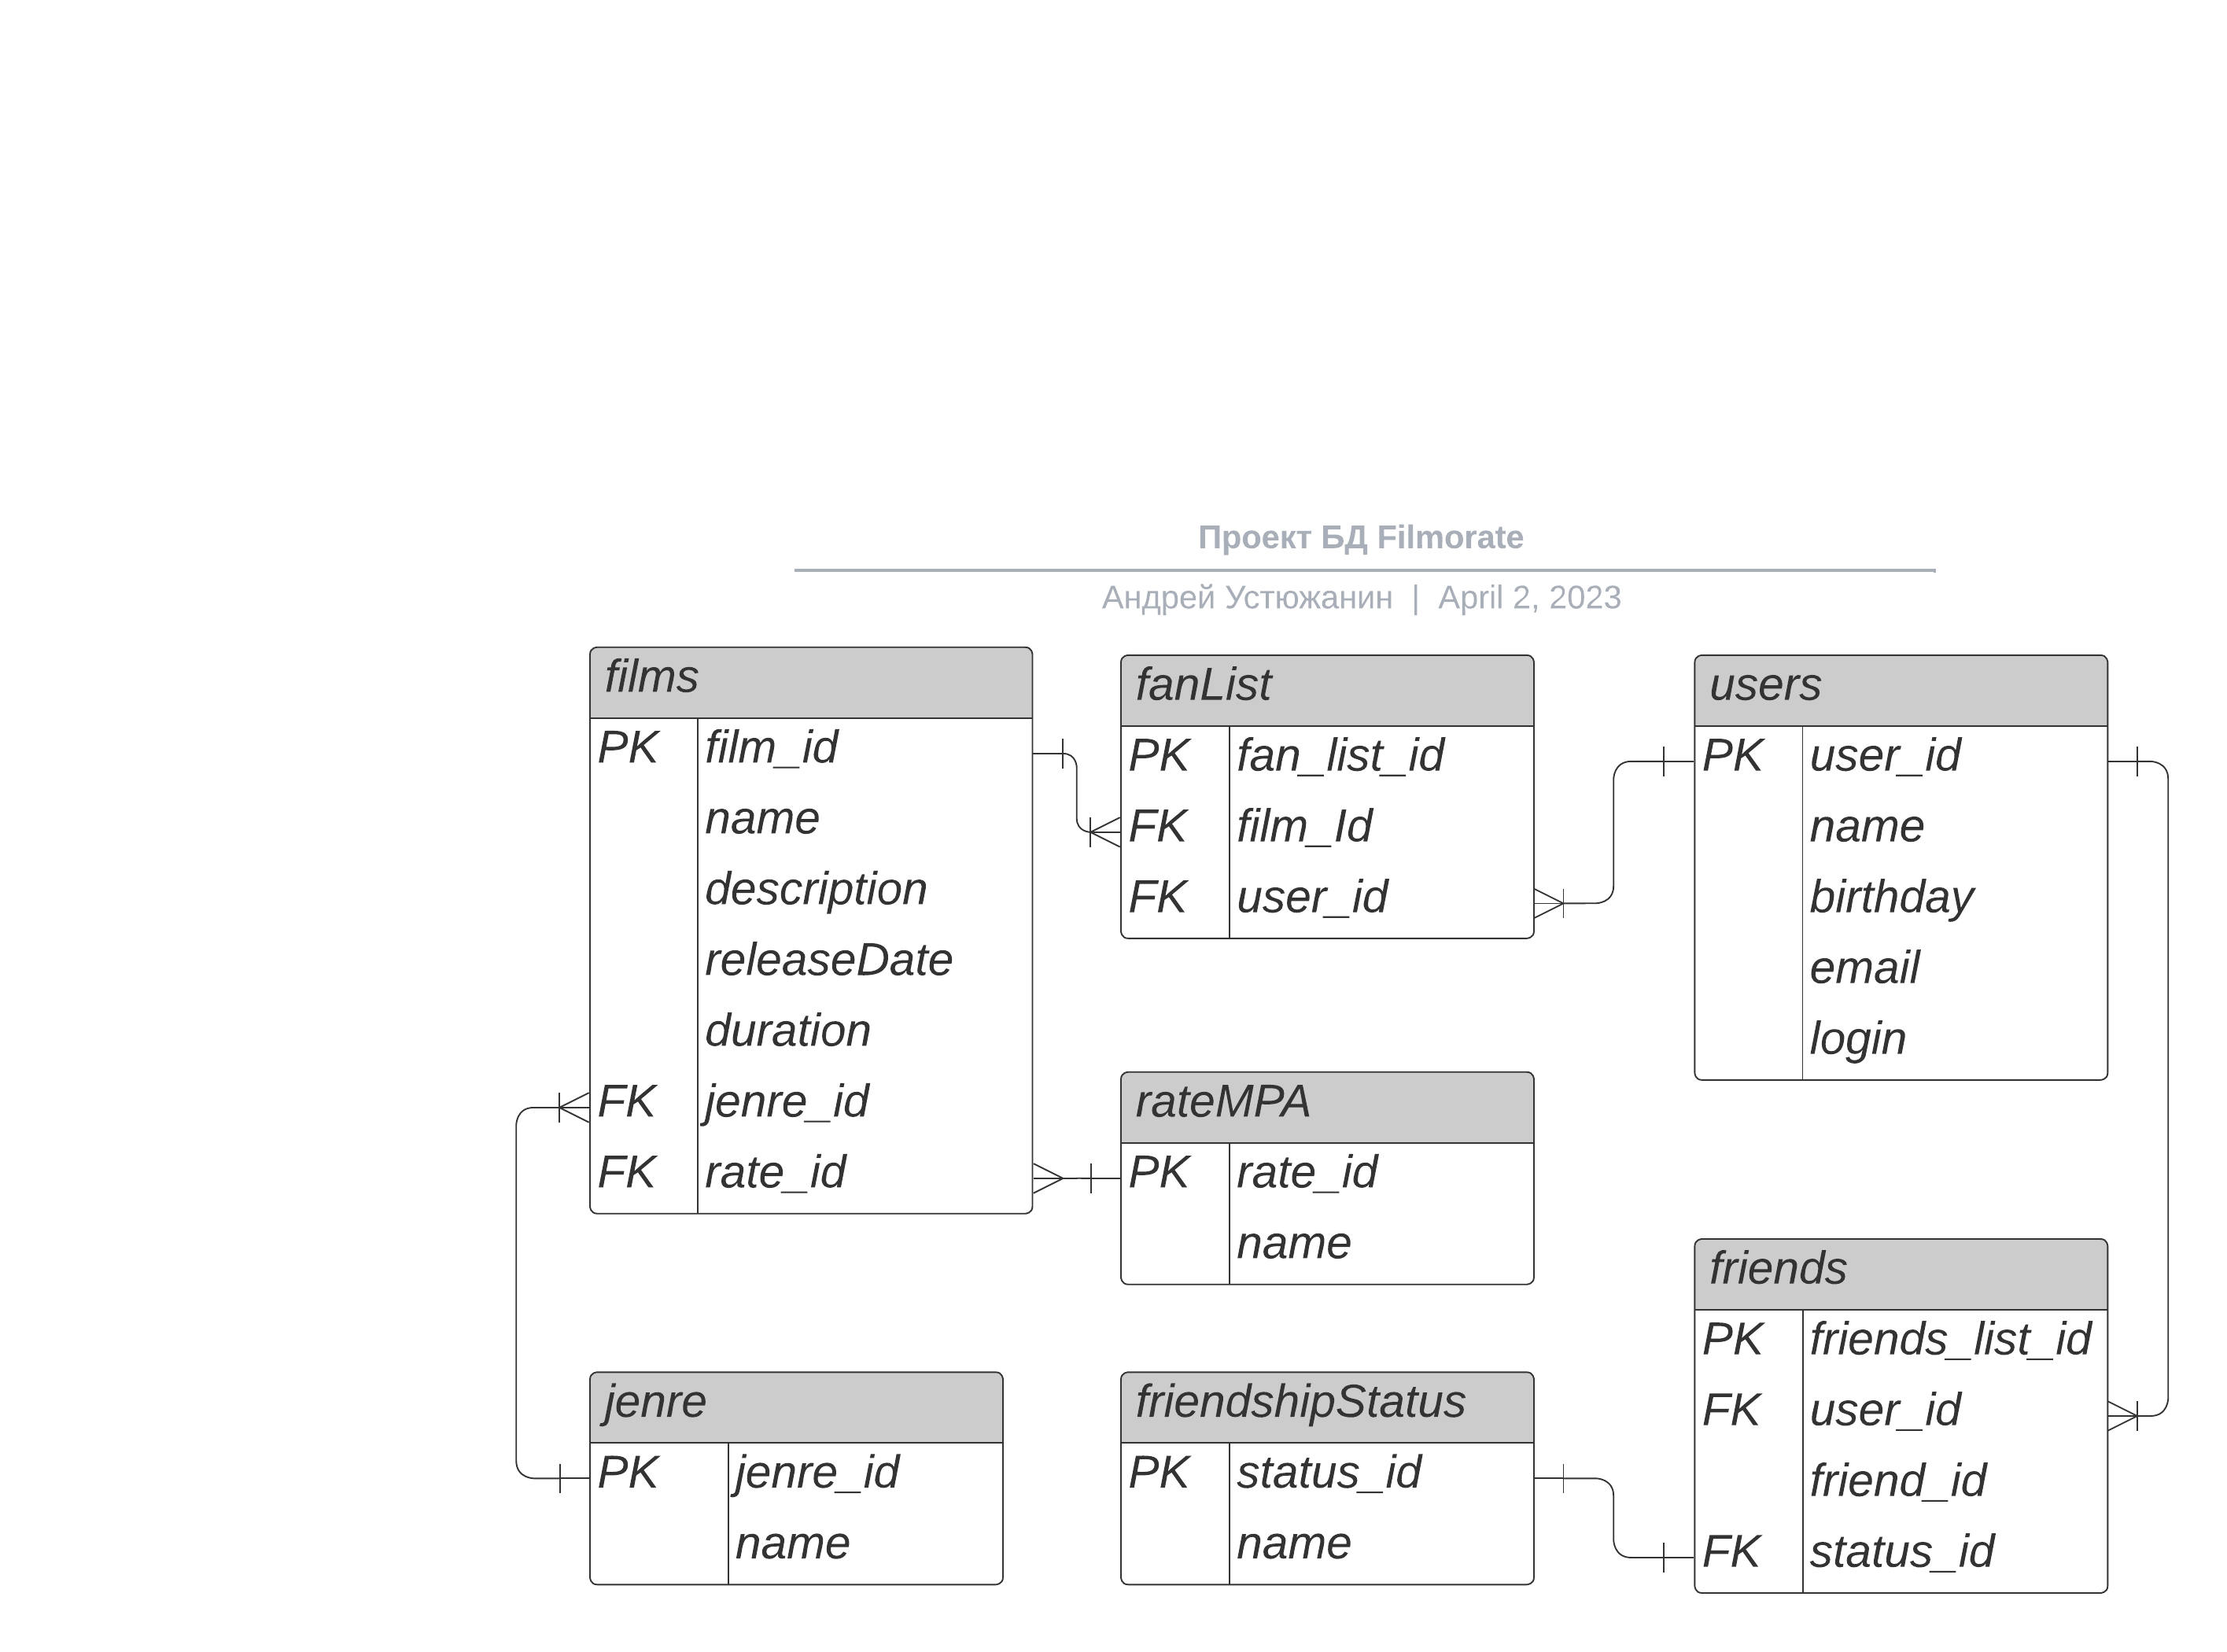 Проект БД Filmorate
Андрей Устюжанин | April 2, 2023
films
PK film_id
name
description
releaseDate
duration
FK jenre_id
FK rate_id
fanList
PK fan_list_id
FK film_Id
FK user_id
users
PK user_id
name
birthday
email
login
rateMPA
PK rate_id
name
friends
PK friends_list_id
FK user_id
friend_id
FK status_id
jenre
PK jenre_id
name
friendshipStatus
PK status_id
name